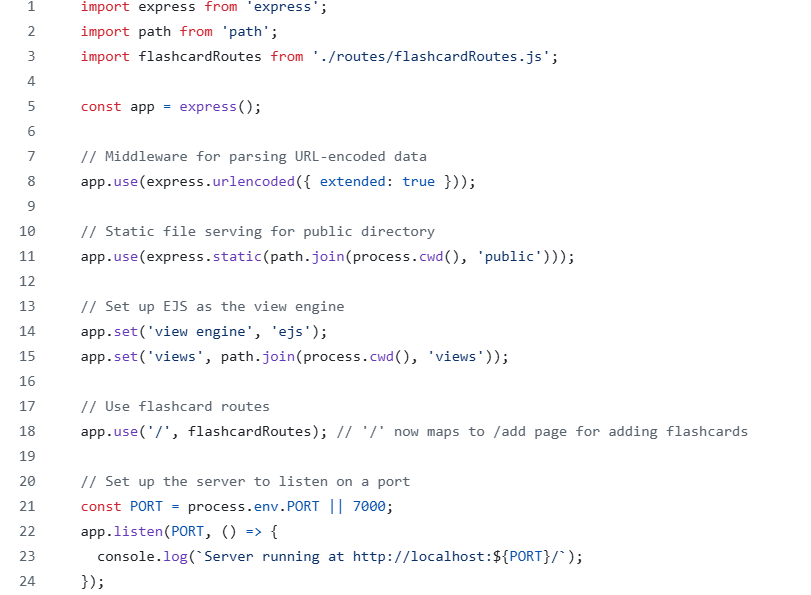 1 import express from 'express';
2 import path from 'path';
3 import flashcardRoutes from './routes/flashcardRoutes.js';
4
5 const app = express();
6
7 // Middleware for parsing URL-encoded data
8 app.use(express.urlencoded({ extended: true }));
9
10 // Static file serving for public directory
11 app.use(express.static(path.join(process.cwd(), 'public')));
12
13 // Set up EJS as the view engine
14 app.set('view engine', 'ejs');
15 app.set('views', path.join(process.cwd(), 'views'));
16
17 // Use flashcard routes
18 app.use('/', flashcardRoutes); // '/' now maps to /add page for adding flashcards
19
20 // Set up the server to listen on a port
21 const PORT = process.env.PORT || 7000;
22 app.listen(PORT, () => {
23   console.log(`Server running at http://localhost:${PORT}/`);
24 });